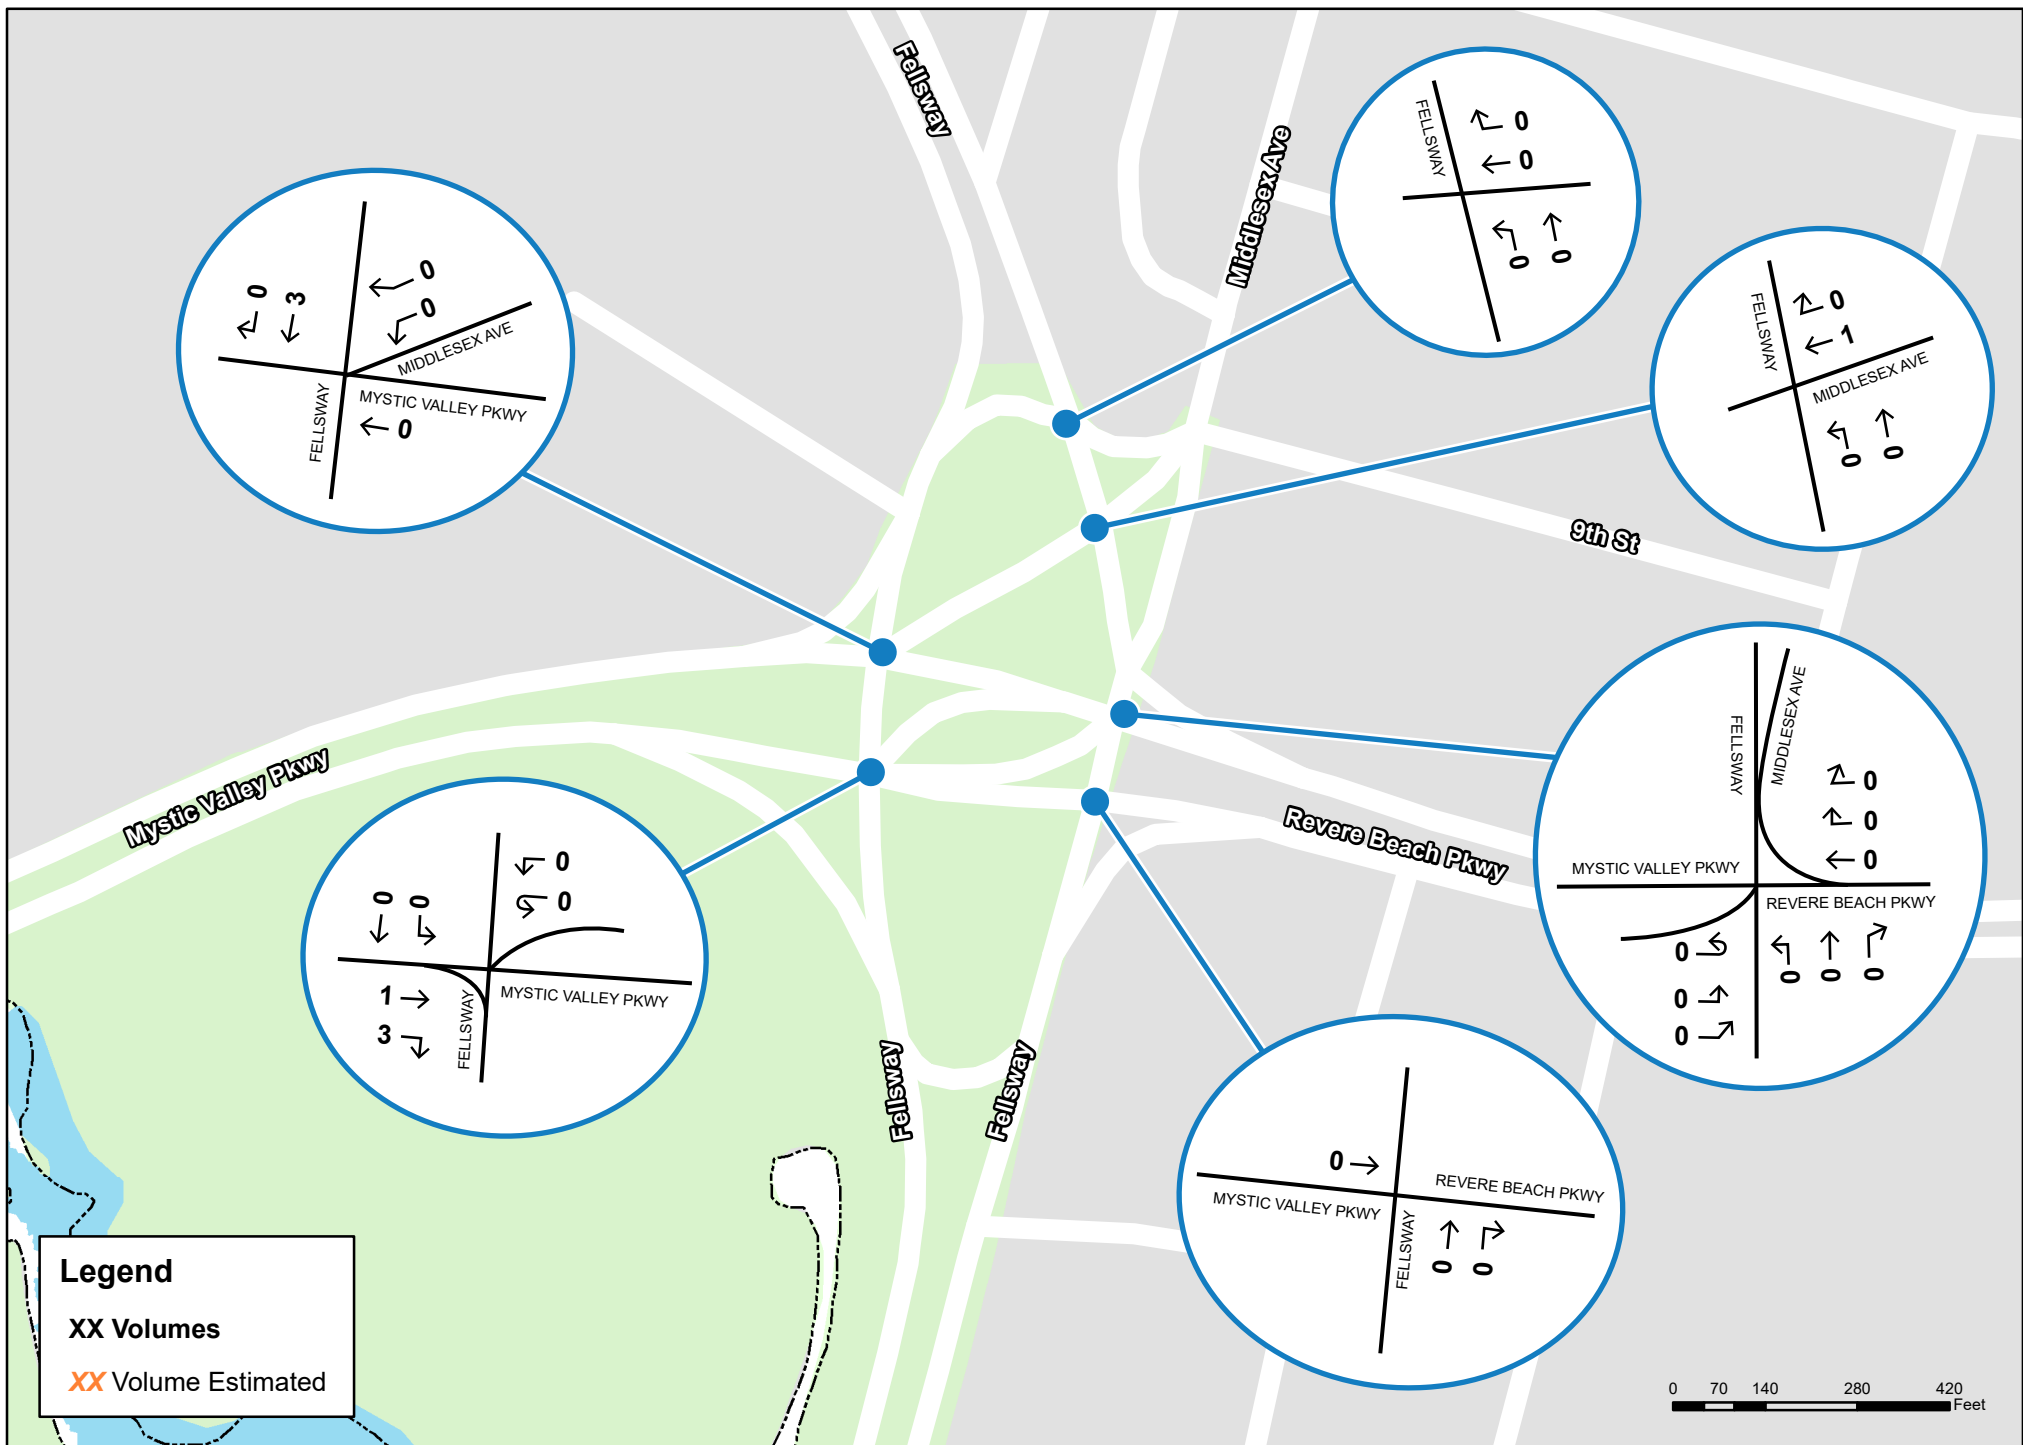 Fellsway
Middlesex Ave
FELLSWAY
0
0
0
0
0
3
0
0
MIDDLESEX AVE
MYSTIC VALLEY PKWY
FELLSWAY
0
FELLSWAY
0
1
MIDDLESEX AVE
0
0
9th St
Mystic Valley Pkwy
Revere Beach Pkwy
FELLSWAY
MIDDLESEX AVE
0
0
0
MYSTIC VALLEY PKWY
REVERE BEACH PKWY
0
0
0
0
0
0
0
0
0
0
1
3
FELLSWAY
MYSTIC VALLEY PKWY
Fellsway
Fellsway
0
REVERE BEACH PKWY
MYSTIC VALLEY PKWY
FELLSWAY
0
0
Legend
XX Volumes
XX Volume Estimated
0 70 140 280 420
Feet